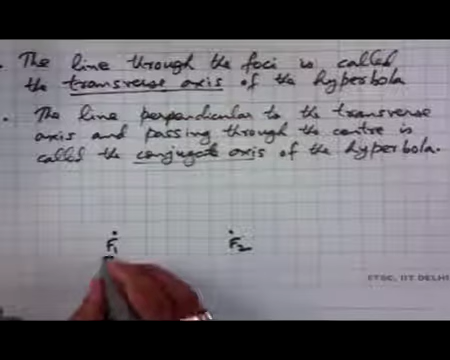 . The line through the foci is called
the transverse axis of the hyperbola
. The line perpendicular to the transverse
axis and passing through the centre is
called the conjugate axis of the hyperbola.
F1 F2
ETSC, IIT DELHI